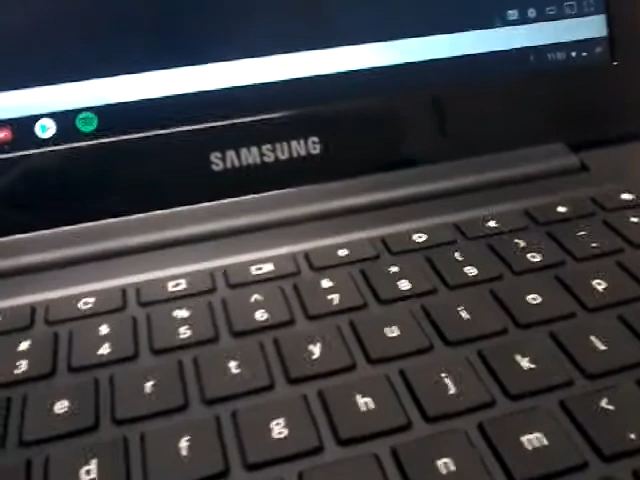 SAMSUNG
# $ % ^ & * ( )
3 4 5 6 7 8 9 0
e r t y u i o p
d f g h j k l
n m <
.